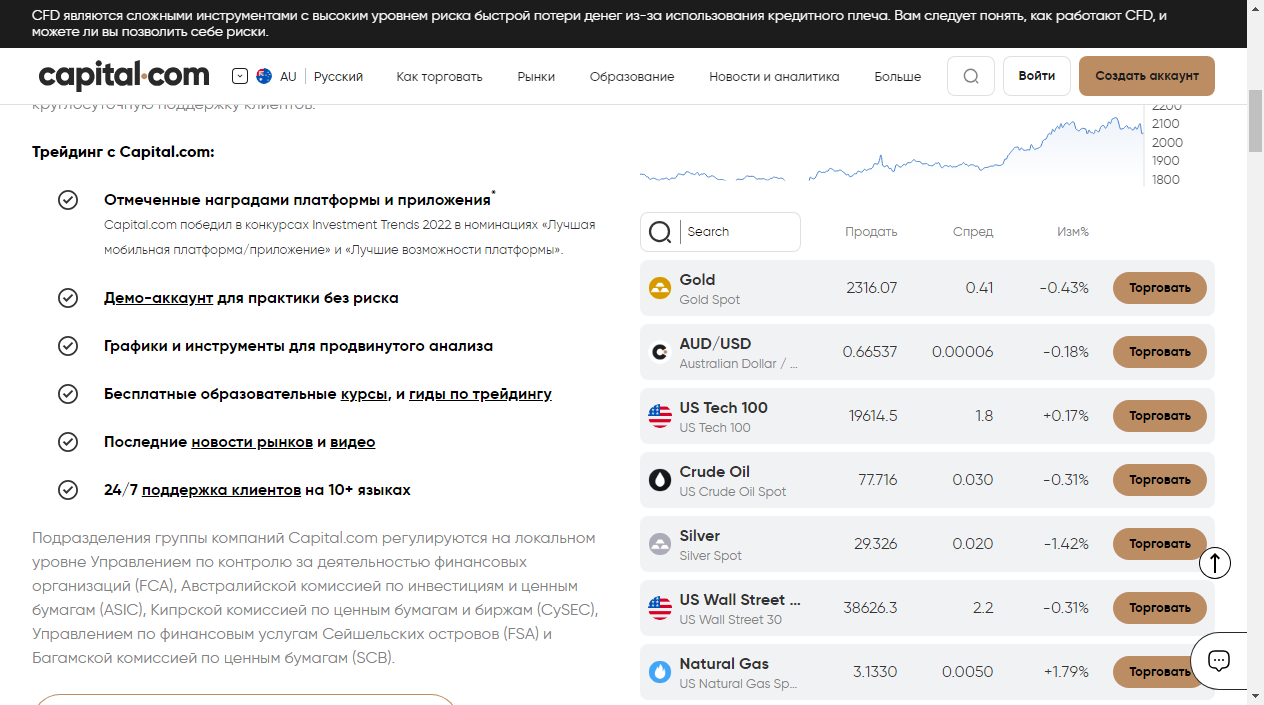 CFD являются сложными инструментами с высоким уровнем риска быстрой потери денег из-за использования кредитного плеча. Вам следует понять, как работают CFD, и
можете ли вы позволить себе риски.
capital.com
AU
Русский
Как торговать
Рынки
Образование
Новости и аналитика
Больше
Войти
Создать аккаунт
круглосуточную поддержку клиентов.
Трейдинг с Capital.com:
Отмеченные наградами платформы и приложения*
Capital.com победил в конкурсах Investment Trends 2022 в номинациях «Лучшая
мобильная платформа/приложение» и «Лучшие возможности платформы».
Демо-аккаунт для практики без риска
Графики и инструменты для продвинутого анализа
Бесплатные образовательные курсы, и гиды по трейдингу
Последние новости рынков и видео
24/7 поддержка клиентов на 10+ языках
Подразделения группы компаний Capital.com регулируются на локальном
уровне Управлением по контролю за деятельностью финансовых
организаций (FCA), Австралийской комиссией по инвестициям и ценным
бумагам (ASIC), Кипрской комиссией по ценным бумагам и биржам (CySEC),
Управлением по финансовым услугам Сейшельских островов (FSA) и
Багамской комиссией по ценным бумагам (SCB).
2200
2100
2000
1900
1800
Search
Продать
Спред
Изм%
Gold
Gold Spot
2316.07
0.41
-0.43%
Торговать
AUD/USD
Australian Dollar / ...
0.66537
0.00006
-0.18%
Торговать
US Tech 100
US Tech 100
19614.5
1.8
+0.17%
Торговать
Crude Oil
US Crude Oil Spot
77.716
0.030
-0.31%
Торговать
Silver
Silver Spot
29.326
0.020
-1.42%
Торговать
US Wall Street ...
US Wall Street 30
38626.3
2.2
-0.31%
Торговать
Natural Gas
US Natural Gas Sp...
3.1330
0.0050
+1.79%
Торговать